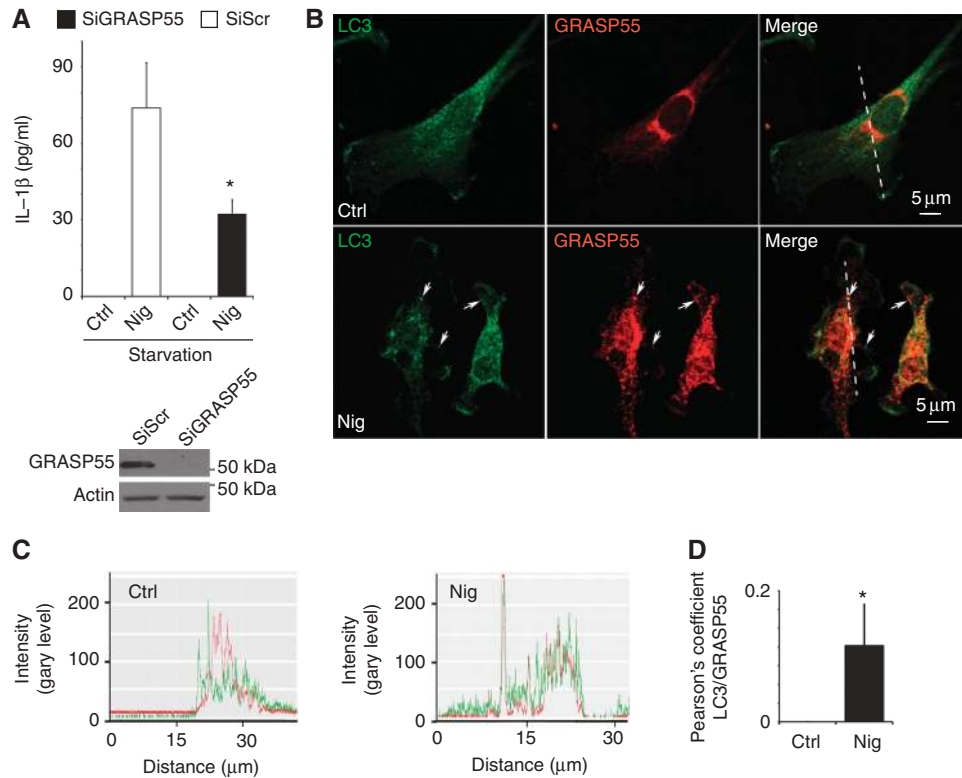 A
SiGRASP55 SiScr
IL–1β (pg/ml)
90
60
30
0
Ctrl Nig Ctrl Nig
*
Starvation
SiScr SiGRASP55
GRASP55
50 kDa
Actin
50 kDa
B
LC3 GRASP55 Merge
Ctrl
5 μm
LC3 GRASP55 Merge
Nig
5 μm
C
Intensity
(gary level)
Ctrl
200
100
0
0 15 30
Distance (μm)
Intensity
(gary level)
Nig
200
100
0
0 15 30
Distance (μm)
D
Pearson's coefficient
LC3/GRASP55
0.2
0
*
Ctrl Nig